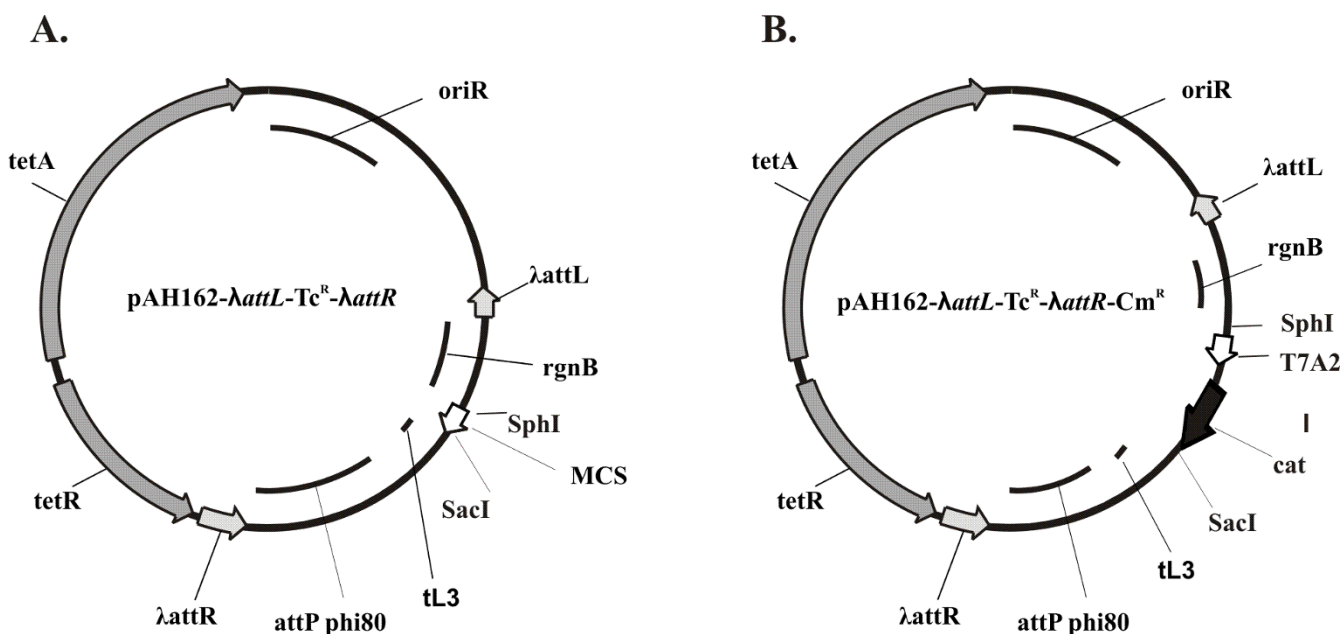 A.
oriR
tetA
λattL
pAH162-λattL-TcR-λattR
rgnB
SphI
MCS
SacI
tetR
tL3
λattR
attP phi80
B.
oriR
tetA
λattL
rgnB
pAH162-λattL-TcR-λattR-CmR
SphI
T7A2
I
cat
tetR
SacI
tL3
λattR
attP phi80